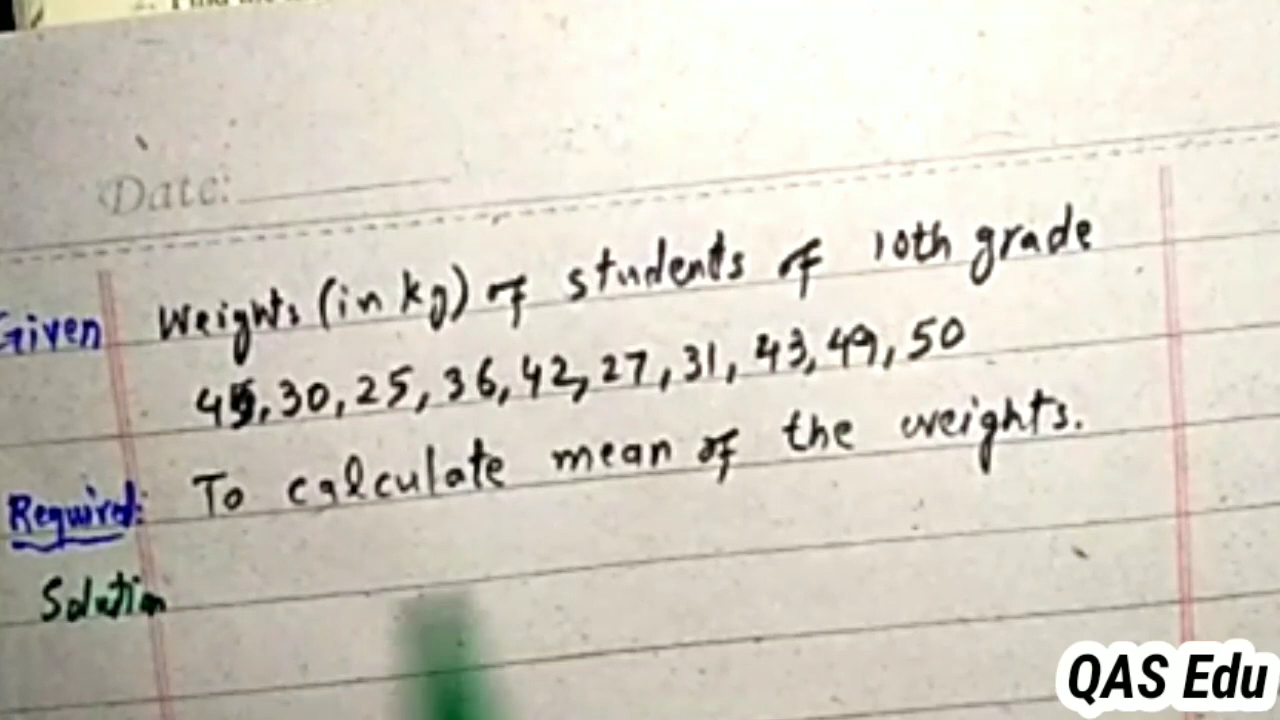 Date:
Given Weights (in kg) of students of 10th grade
45, 30, 25, 36, 42, 27, 31, 43, 49, 50
Required: To calculate mean of the weights.
Solution
QAS Edu